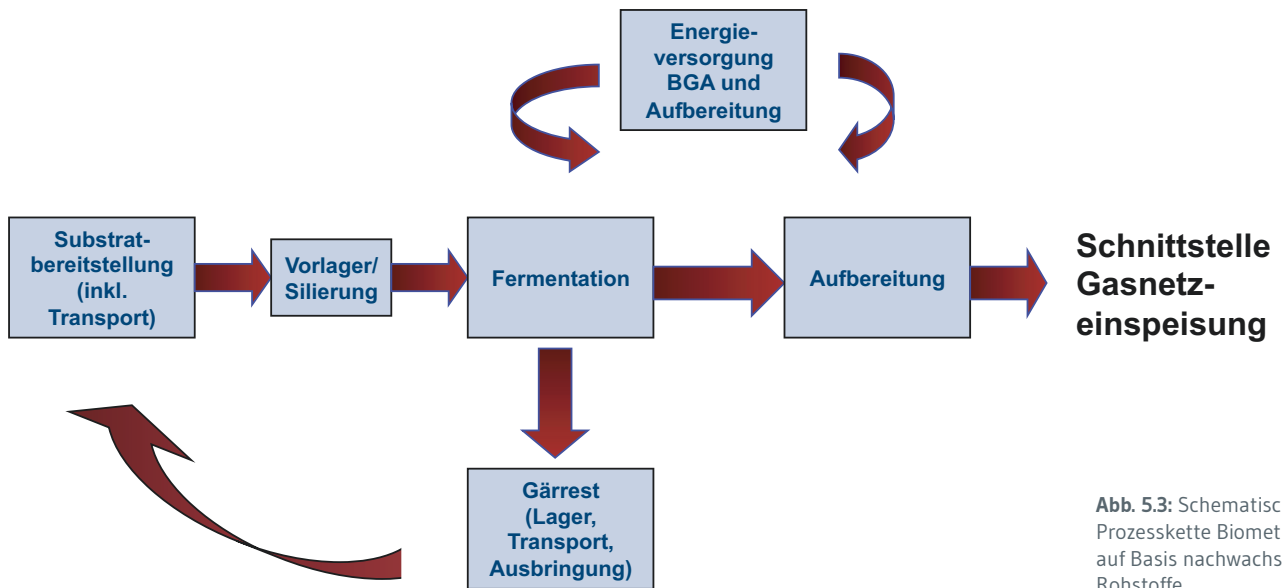 Energie-
versorgung
BGA und
Aufbereitung
Substrat-
bereitstellung
(inkl.
Transport)
Vorlager/
Silierung
Fermentation
Aufbereitung
Schnittstelle
Gasnetz-
einspeisung
Gärrest
(Lager,
Transport,
Ausbringung)
Abb. 5.3: Schematisc
Prozesskette Biomet
auf Basis nachwachs
Rohstoffe